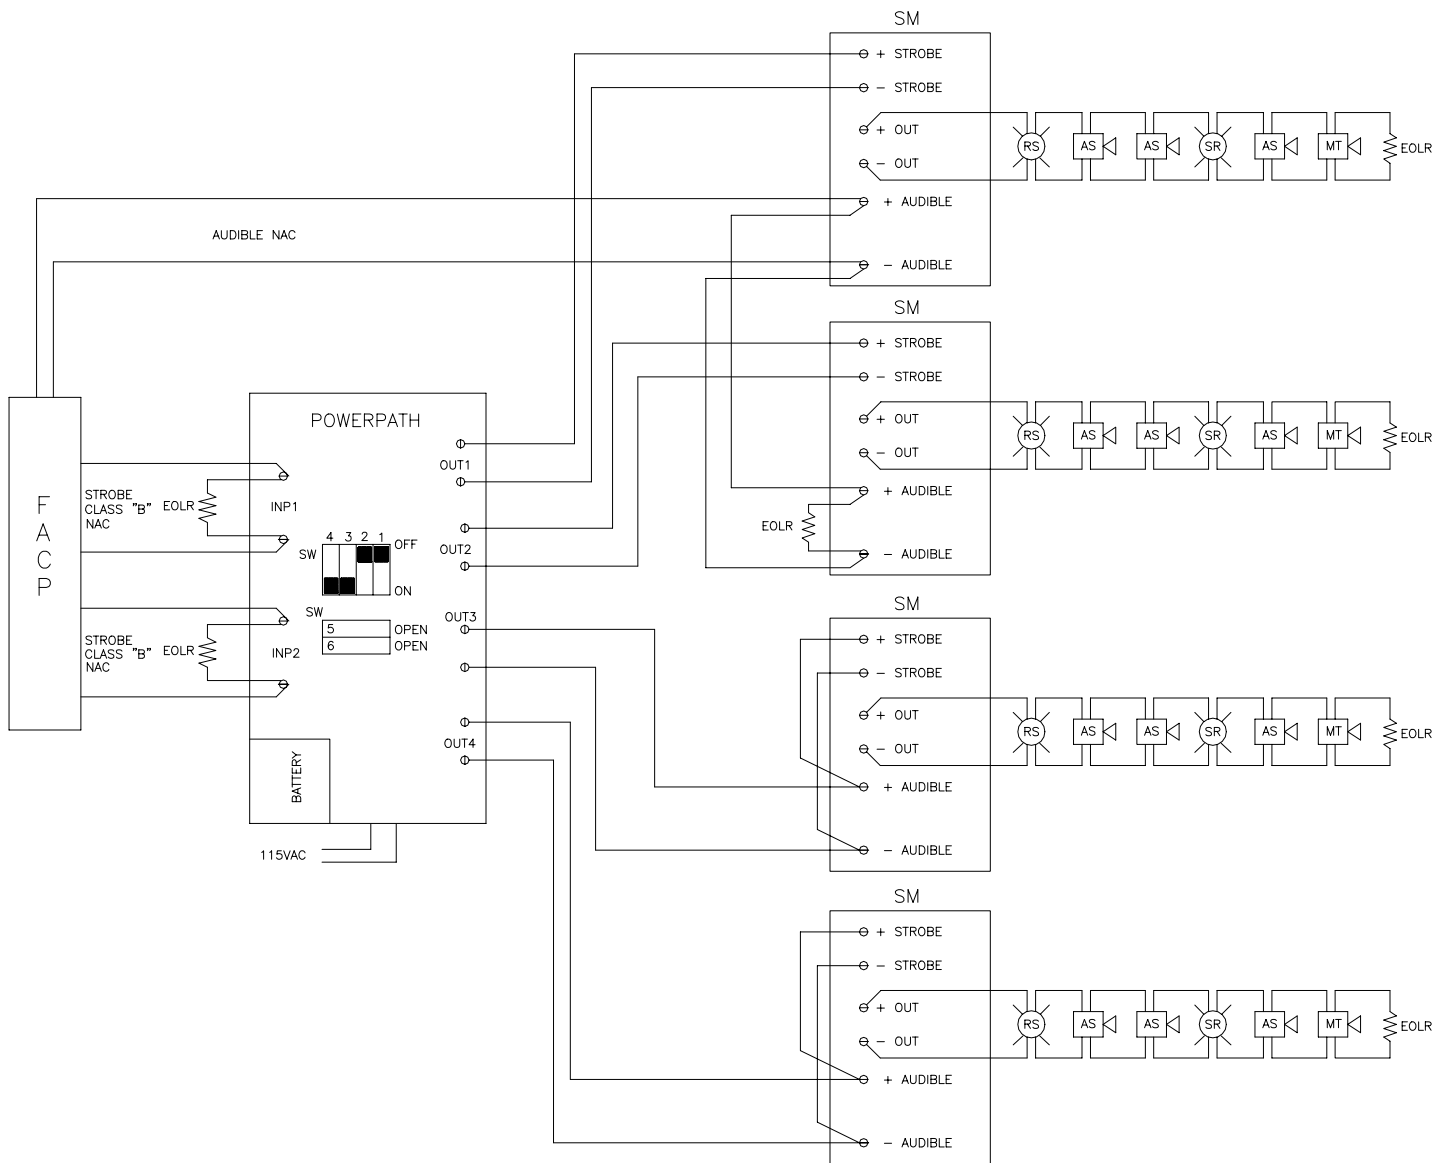 SM
+ STROBE
- STROBE
+ OUT
- OUT
RS AS AS SR AS MT EOLR
+ AUDIBLE
- AUDIBLE
AUDIBLE NAC
SM
+ STROBE
- STROBE
+ OUT
- OUT
RS AS AS SR AS MT EOLR
+ AUDIBLE
EOLR
- AUDIBLE
FACP
STROBE
CLASS "B"
NAC
EOLR
STROBE
CLASS "B"
NAC
EOLR
POWERPATH
INP1
4 3 2 1
SW
OFF
ON
SW
5 OPEN
6 OPEN
INP2
OUT1
OUT2
OUT3
OUT4
BATTERY
115VAC
SM
+ STROBE
- STROBE
+ OUT
- OUT
RS AS AS SR AS MT EOLR
+ AUDIBLE
- AUDIBLE
SM
+ STROBE
- STROBE
+ OUT
- OUT
RS AS AS SR AS MT EOLR
+ AUDIBLE
- AUDIBLE